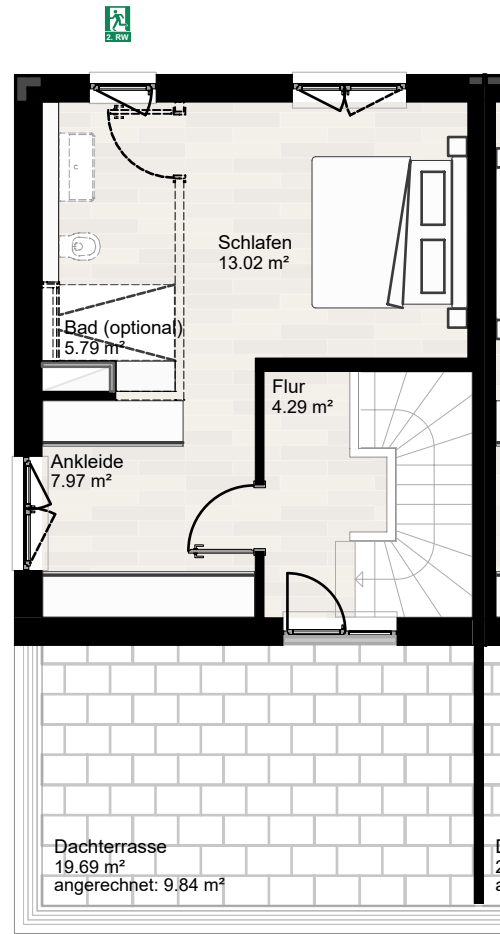 2. RW
Schlafen
13.02 m²
Bad (optional)
5.79 m²
Flur
4.29 m²
Ankleide
7.97 m²
Dachterrasse
19.69 m²
angerechnet: 9.84 m²